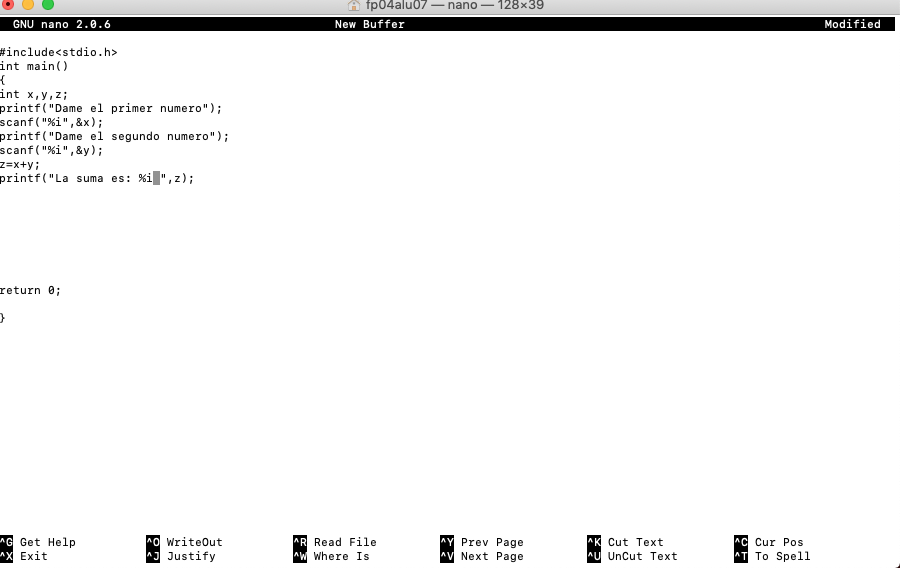 fp04alu07 — nano — 128×39
GNU nano 2.0.6 New Buffer Modified
#include<stdio.h>
int main()
{
int x,y,z;
printf("Dame el primer numero");
scanf("%i",&x);
printf("Dame el segundo numero");
scanf("%i",&y);
z=x+y;
printf("La suma es: %i ",z);
return 0;
}
^G Get Help ^O WriteOut ^R Read File ^Y Prev Page ^K Cut Text ^C Cur Pos
^X Exit ^J Justify ^W Where Is ^V Next Page ^U UnCut Text ^T To Spell